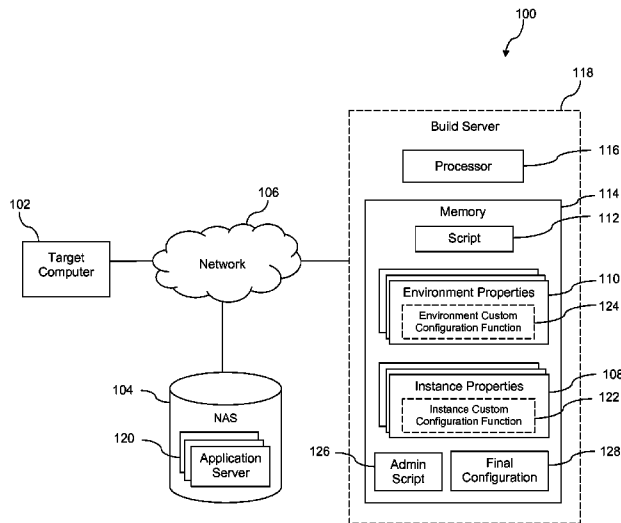 100
118
Build Server
Processor
116
114
Memory
Script
112
102
Target
Computer
106
Network
Environment Properties
110
Environment Custom
Configuration Function
124
Instance Properties
108
Instance Custom
Configuration Function
122
104
NAS
120
Application
Server
126
Admin
Script
Final
Configuration
128